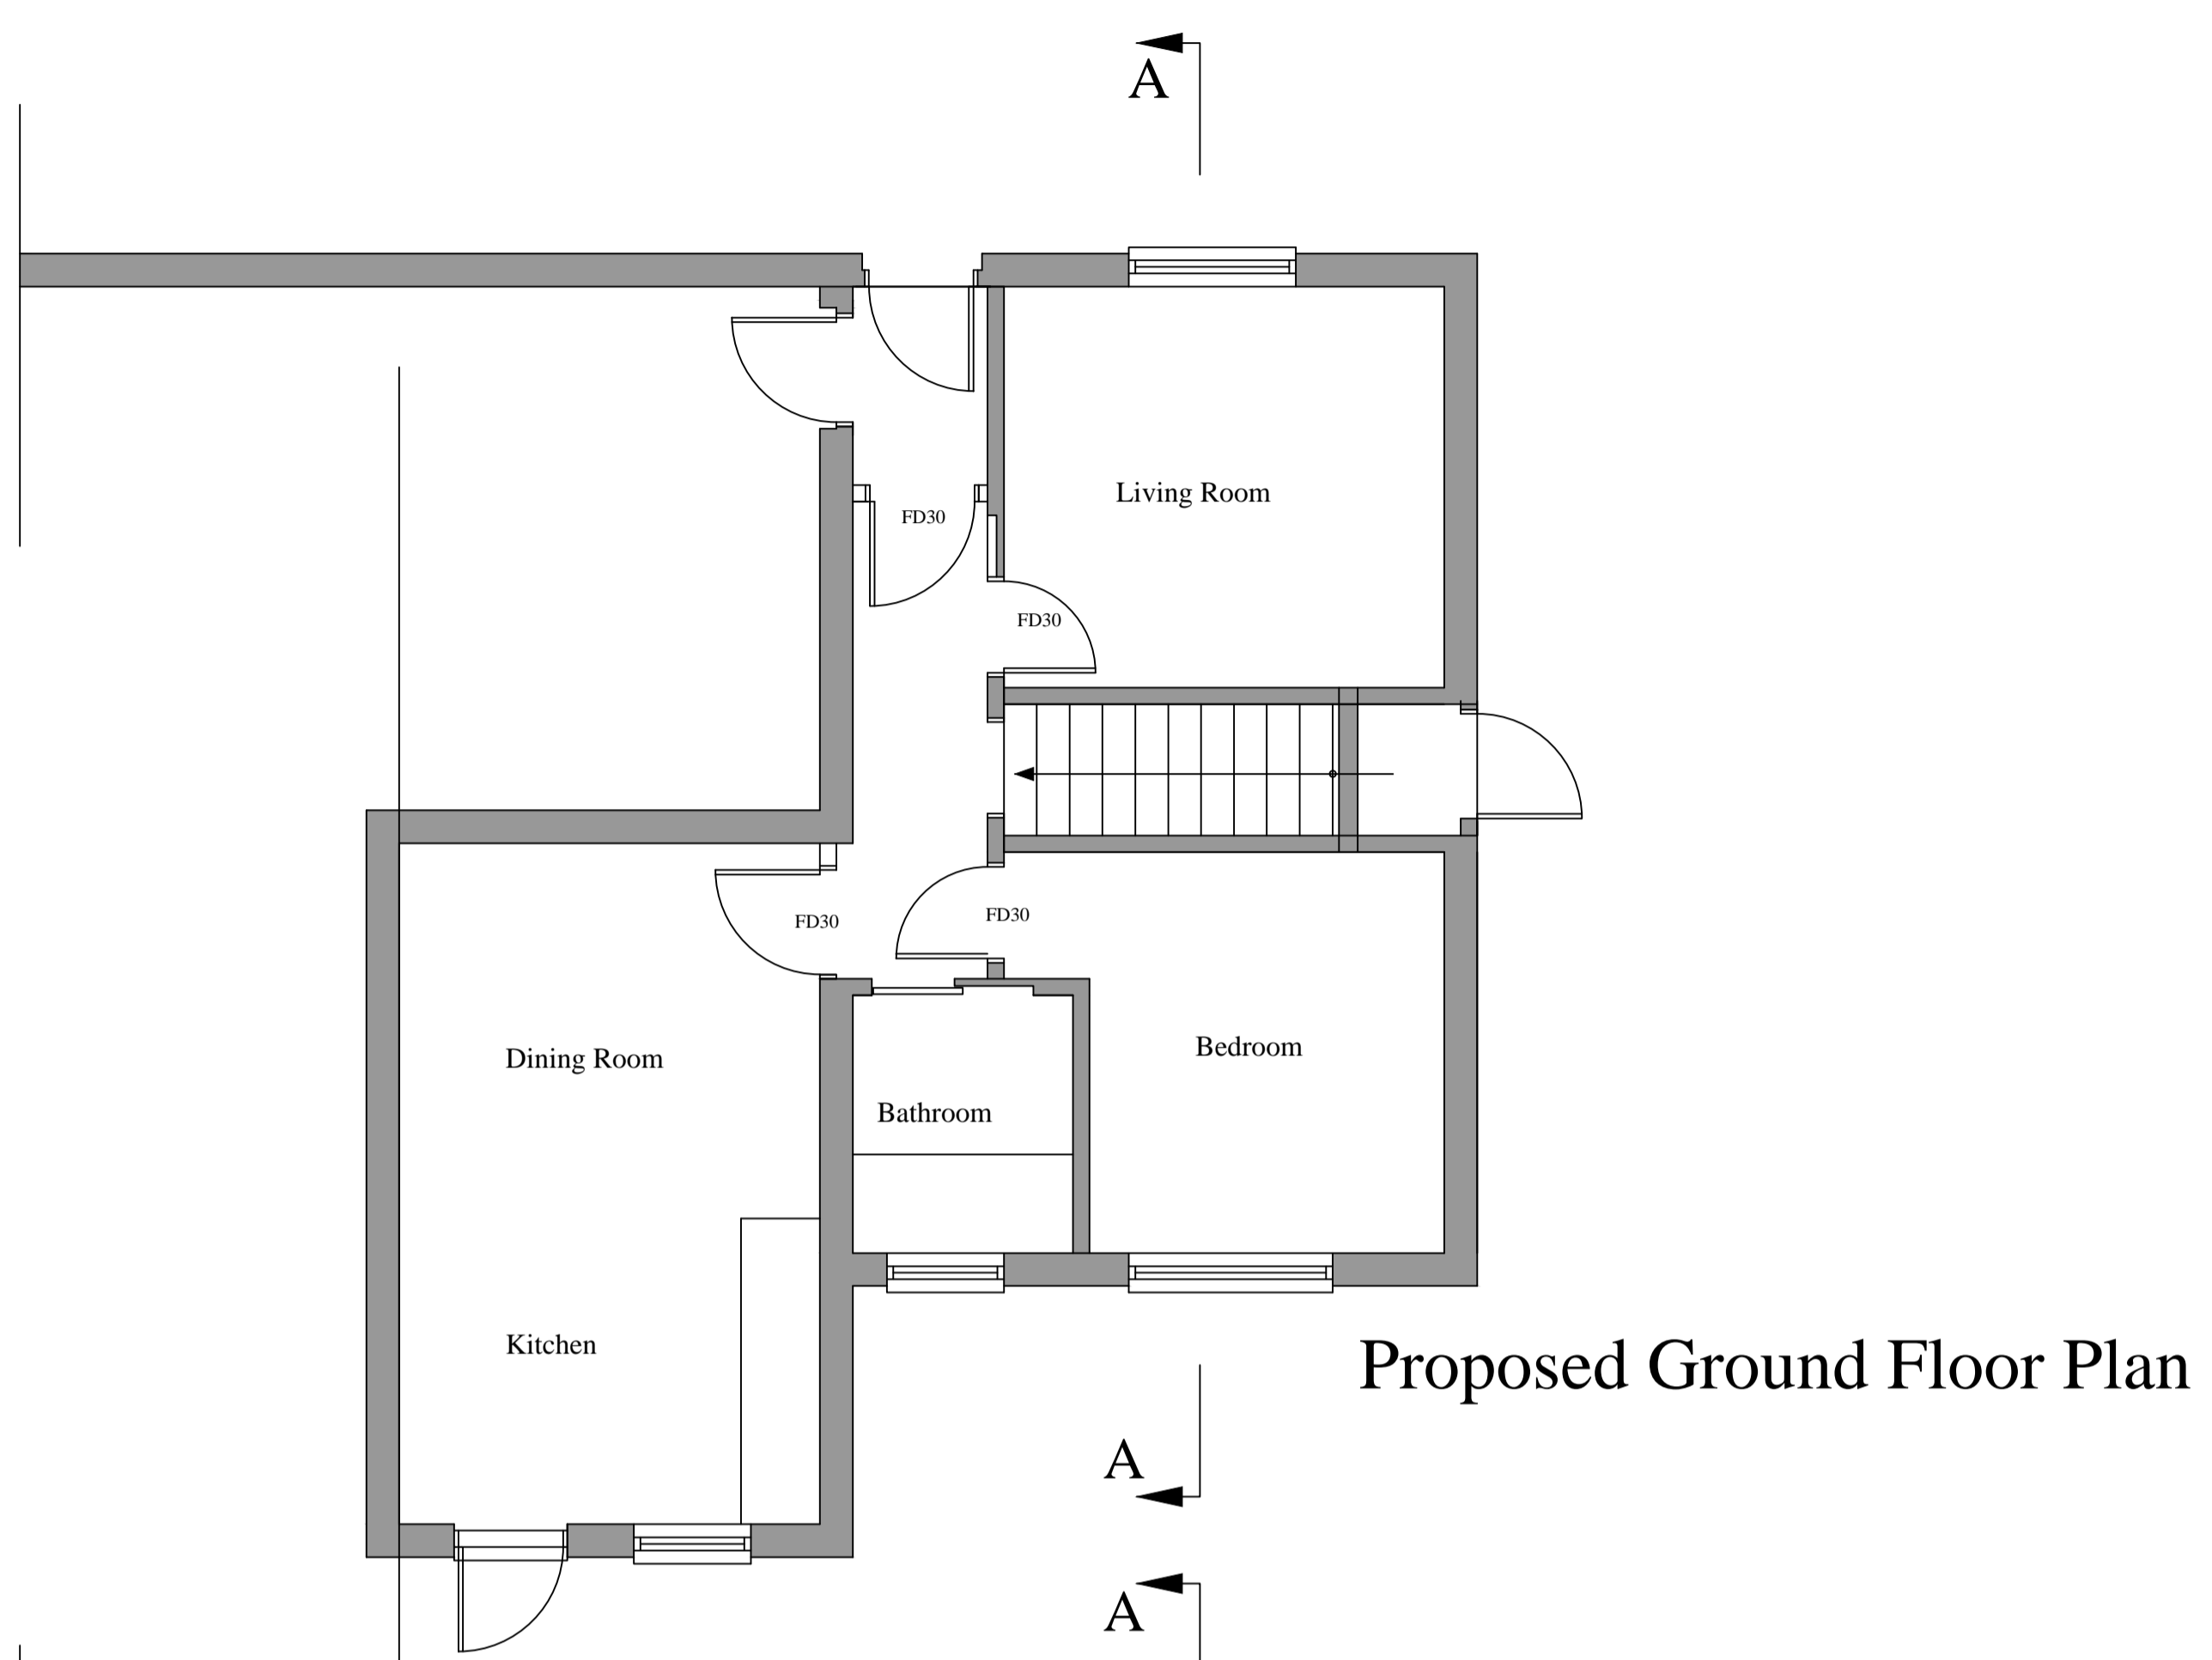 A
Living Room
FD30
FD30
FD30
FD30
Bedroom
Dining Room
Bathroom
Kitchen
Proposed Ground Floor Plan
A
A